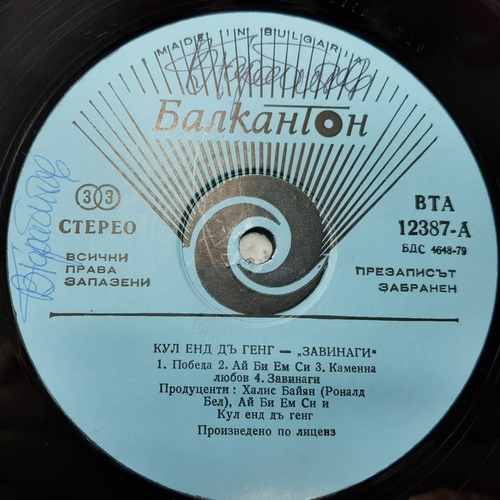 MADE IN BULGARIA
Балкантон
33
СТЕРЕО
ВСИЧКИ
ПРАВА
ЗАПАЗЕНИ
ВТА
12387-А
БДС 4648-79
ПРЕЗАПИСЪТ
ЗАБРАНЕН
КУЛ ЕНД ДЪ ГЕНГ — „ЗАВИНАГИ“
1. Победа 2. Ай Би Ем Си 3. Каменна
любов 4. Завинаги
Продуценти: Халис Байян (Роналд
Бел), Ай Би Ем Си и
Кул енд дъ генг
Произведено по лиценз